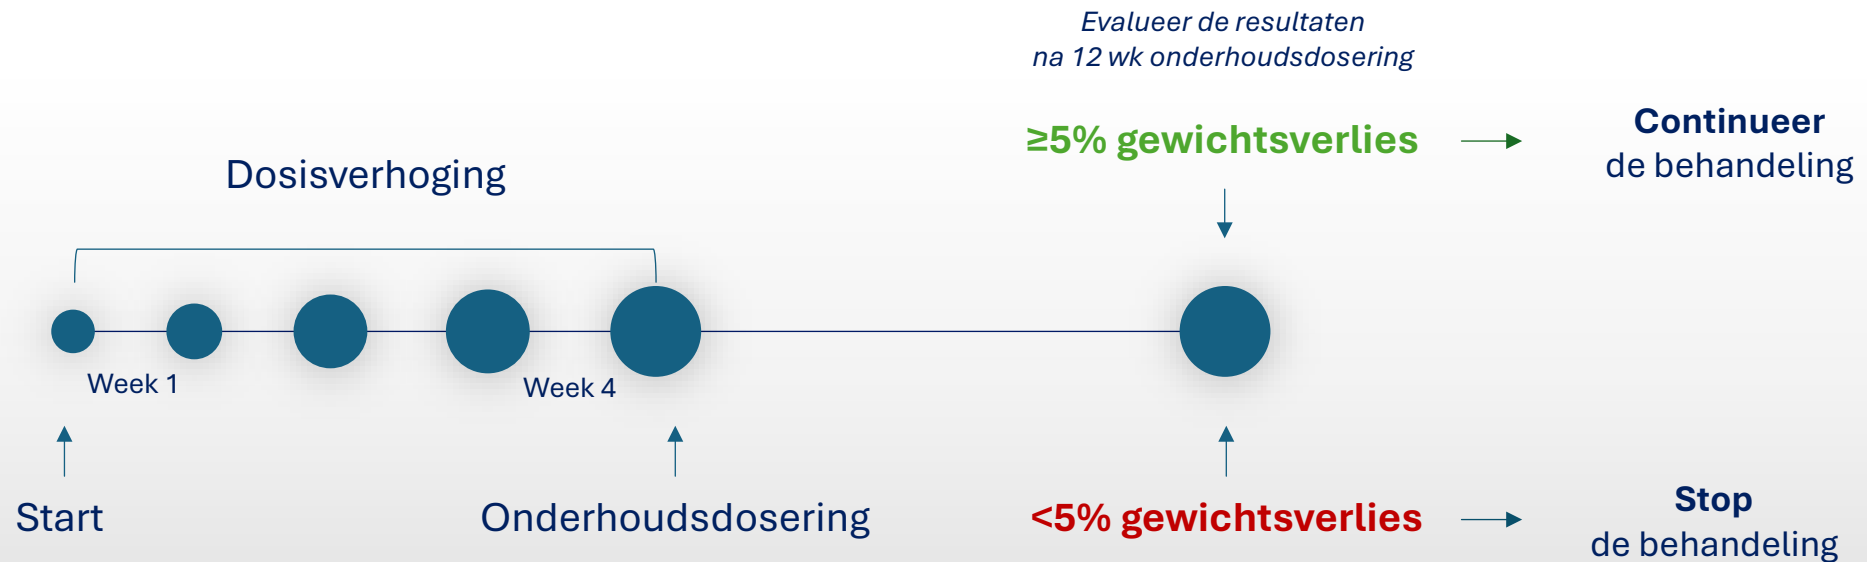 Evalueer de resultaten
na 12 wk onderhoudsdosering
≥5% gewichtsverlies
Continueer
de behandeling
Dosisverhoging
Week 1
Week 4
Start
Onderhoudsdosering
<5% gewichtsverlies
Stop
de behandeling